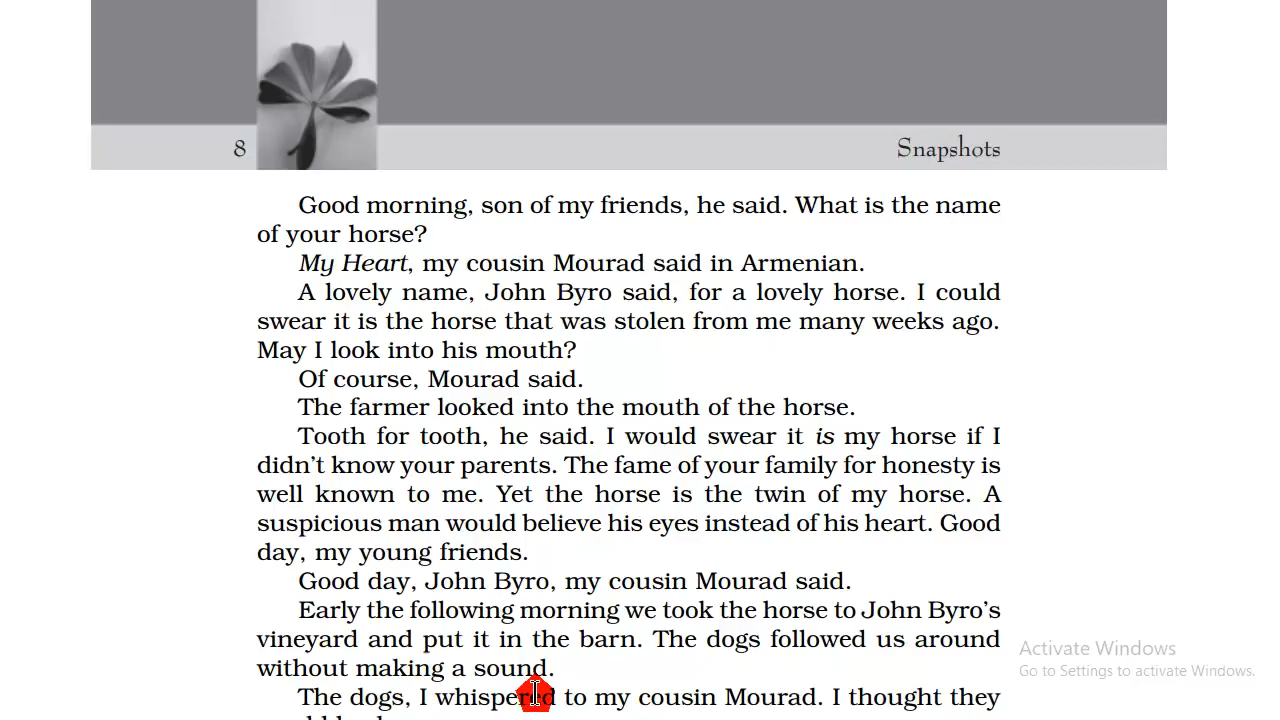 8
Snapshots
Good morning, son of my friends, he said. What is the name
of your horse?
My Heart, my cousin Mourad said in Armenian.
A lovely name, John Byro said, for a lovely horse. I could
swear it is the horse that was stolen from me many weeks ago.
May I look into his mouth?
Of course, Mourad said.
The farmer looked into the mouth of the horse.
Tooth for tooth, he said. I would swear it is my horse if I
didn't know your parents. The fame of your family for honesty is
well known to me. Yet the horse is the twin of my horse. A
suspicious man would believe his eyes instead of his heart. Good
day, my young friends.
Good day, John Byro, my cousin Mourad said.
Early the following morning we took the horse to John Byro's
vineyard and put it in the barn. The dogs followed us around
without making a sound.
The dogs, I whispered to my cousin Mourad. I thought they
Activate Windows
Go to Settings to activate Windows.